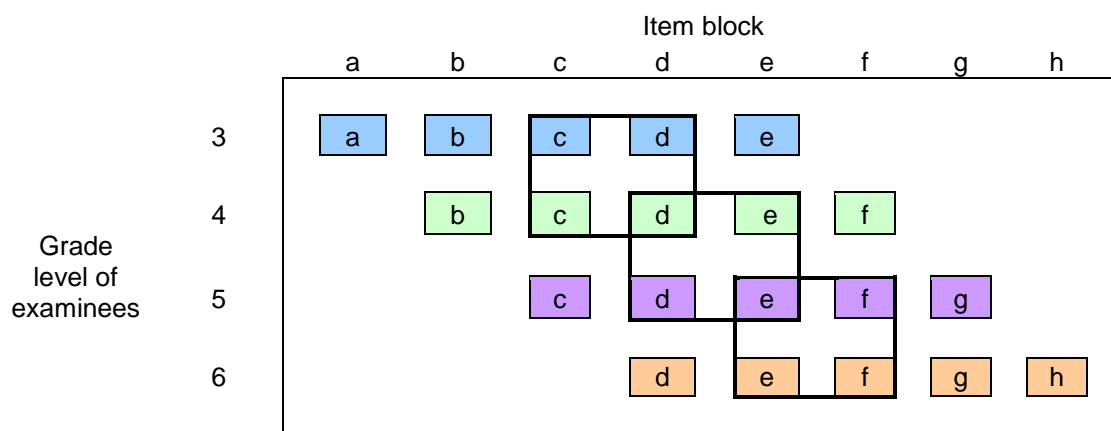 Item block
a b c d e f g h
3 a b c d e
4 b c d e f
Grade
level of
examinees
5 c d e f g
6 d e f g h